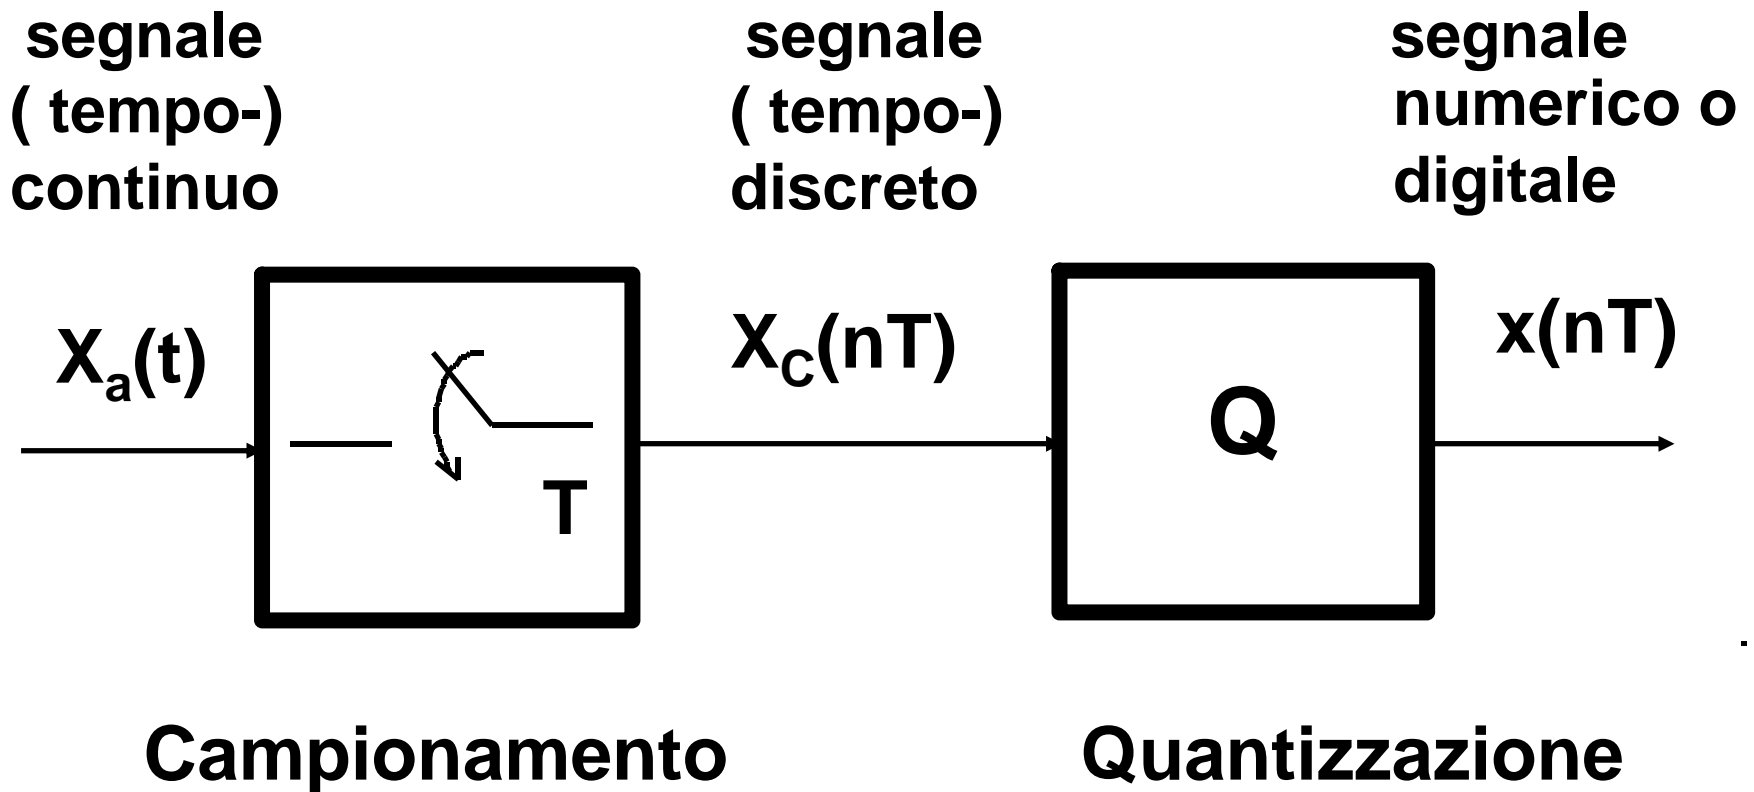 segnale
( tempo-)
continuo
segnale
( tempo-)
discreto
segnale
numerico o
digitale
Xa(t)
T
XC(nT)
Q
x(nT)
Campionamento
Quantizzazione